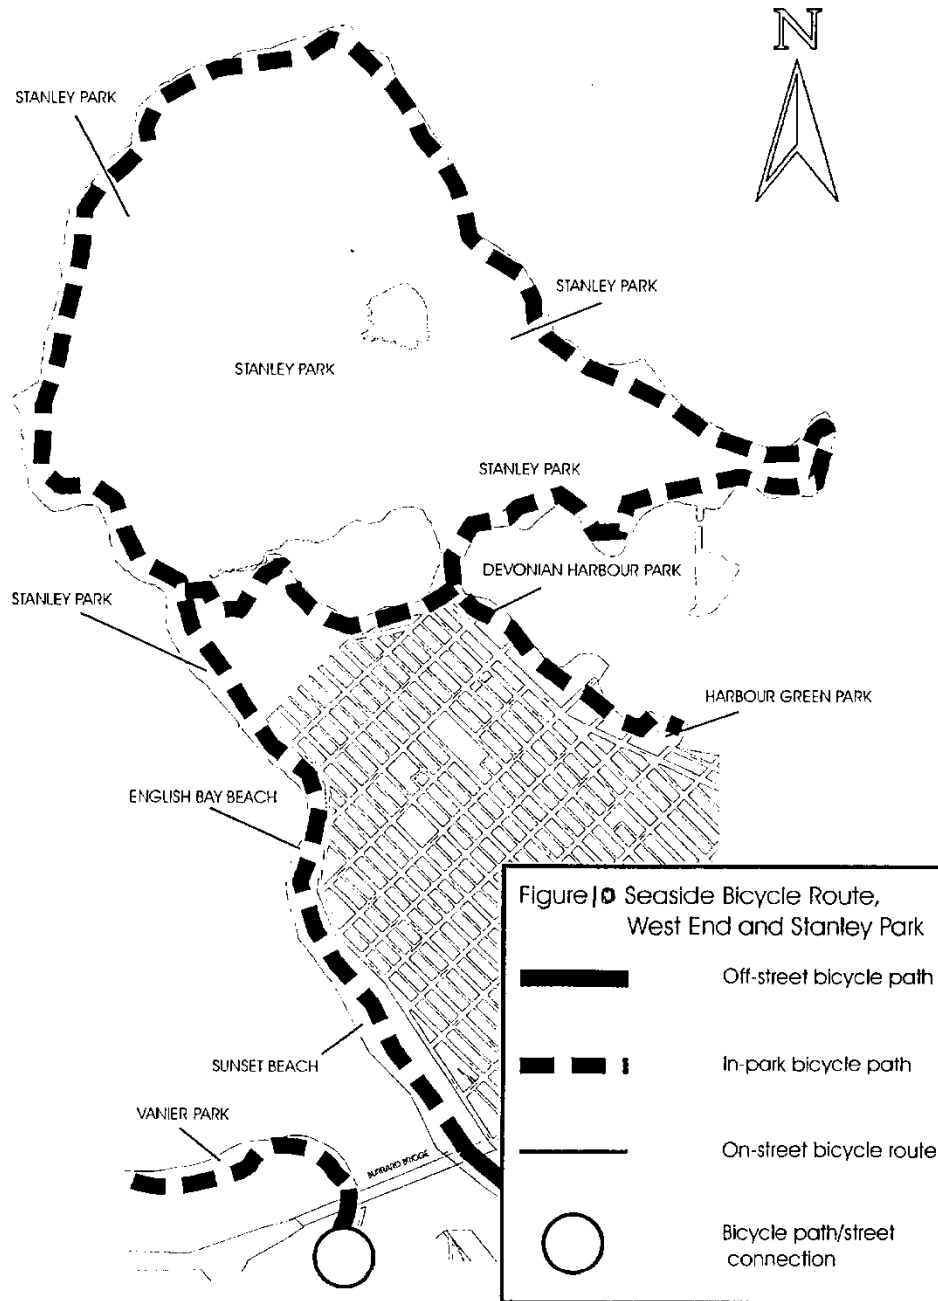 N
STANLEY PARK
STANLEY PARK
STANLEY PARK
STANLEY PARK
DEVONIAN HARBOUR PARK
STANLEY PARK
HARBOUR GREEN PARK
ENGLISH BAY BEACH
Figure 10 Seaside Bicycle Route,
West End and Stanley Park
Off-street bicycle path
In-park bicycle path
SUNSET BEACH
VANIER PARK
BURRARD BRIDGE
On-street bicycle route
Bicycle path/street
connection